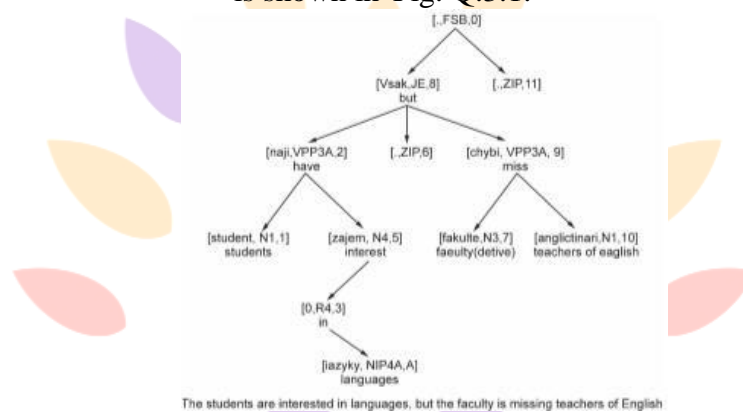 is shown in Fig. Q.5.1.
[.,FSB,0]
[Vsak,JE,8] [.,ZIP,11]
but
[naji,VPP3A,2] [.,ZIP,6] [chybi, VPP3A, 9]
have miss
[student, N1,1] [zajem, N4,5] [fakulte,N3,7] [anglictinari,N1,10]
students interest faeulty(detive) teachers of eaglish
[0,R4,3]
in
[iazyky, NIP4A,A]
languages
The students are interested in languages, but the faculty is missing teachers of English